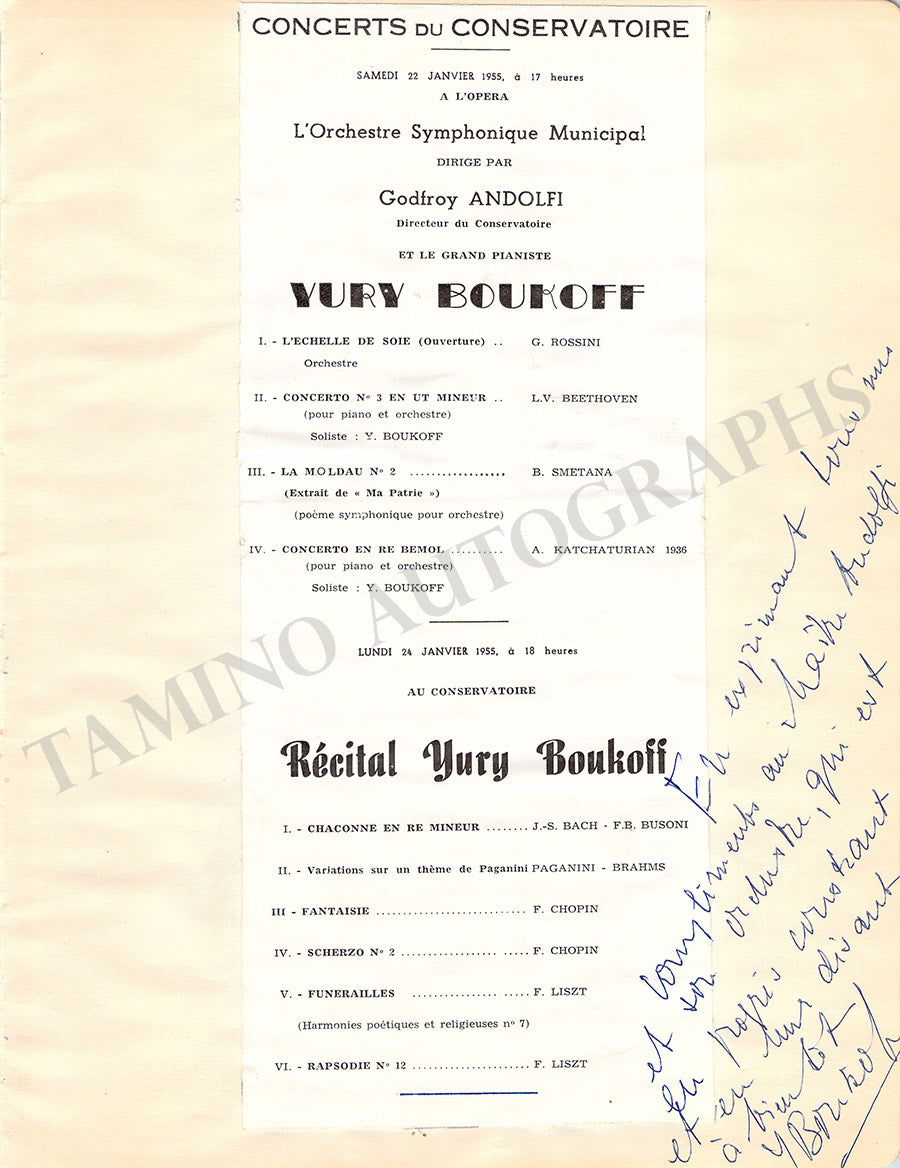 CONCERTS DU CONSERVATOIRE
SAMEDI 22 JANVIER 1955, à 17 heures
A L'OPERA
L'Orchestre Symphonique Municipal
DIRIGE PAR
Godfroy ANDOLFI
Directeur du Conservatoire
ET LE GRAND PIANISTE
YURY BOUKOFF
I. - L'ECHELLE DE SOIE (Ouverture) .. G. ROSSINI
Orchestre
II. - CONCERTO Nº 3 EN UT MINEUR .. L.V. BEETHOVEN
(pour piano et orchestre)
Soliste : Y. BOUKOFF
III. - LA MOLDAU Nº 2 ................. B. SMETANA
(Extrait de « Ma Patrie »)
(poème symphonique pour orchestre)
IV. - CONCERTO EN RE BEMOL .......... A. KATCHATURIAN 1936
(pour piano et orchestre)
Soliste : Y. BOUKOFF
LUNDI 24 JANVIER 1955, à 18 heures
AU CONSERVATOIRE
Récital Yury Boukoff
I. - CHACONNE EN RE MINEUR ........ J.-S. BACH - F.B. BUSONI
II. - Variations sur un thème de Paganini PAGANINI - BRAHMS
III - FANTAISIE ............................ F. CHOPIN
IV. - SCHERZO Nº 2 .................. ..... F. CHOPIN
V. - FUNERAILLES ................. ..... F. LISZT
(Harmonies poétiques et religieuses nº 7)
VI. - RAPSODIE Nº 12 ...................... F. LISZT
En exprimant tous mes
compliments au Maître Andolfi
et son orchestre, qui est
en progrès constant
et en leur disant
à bientôt
Y Boukoff
TAMINO AUTOGRAPHS